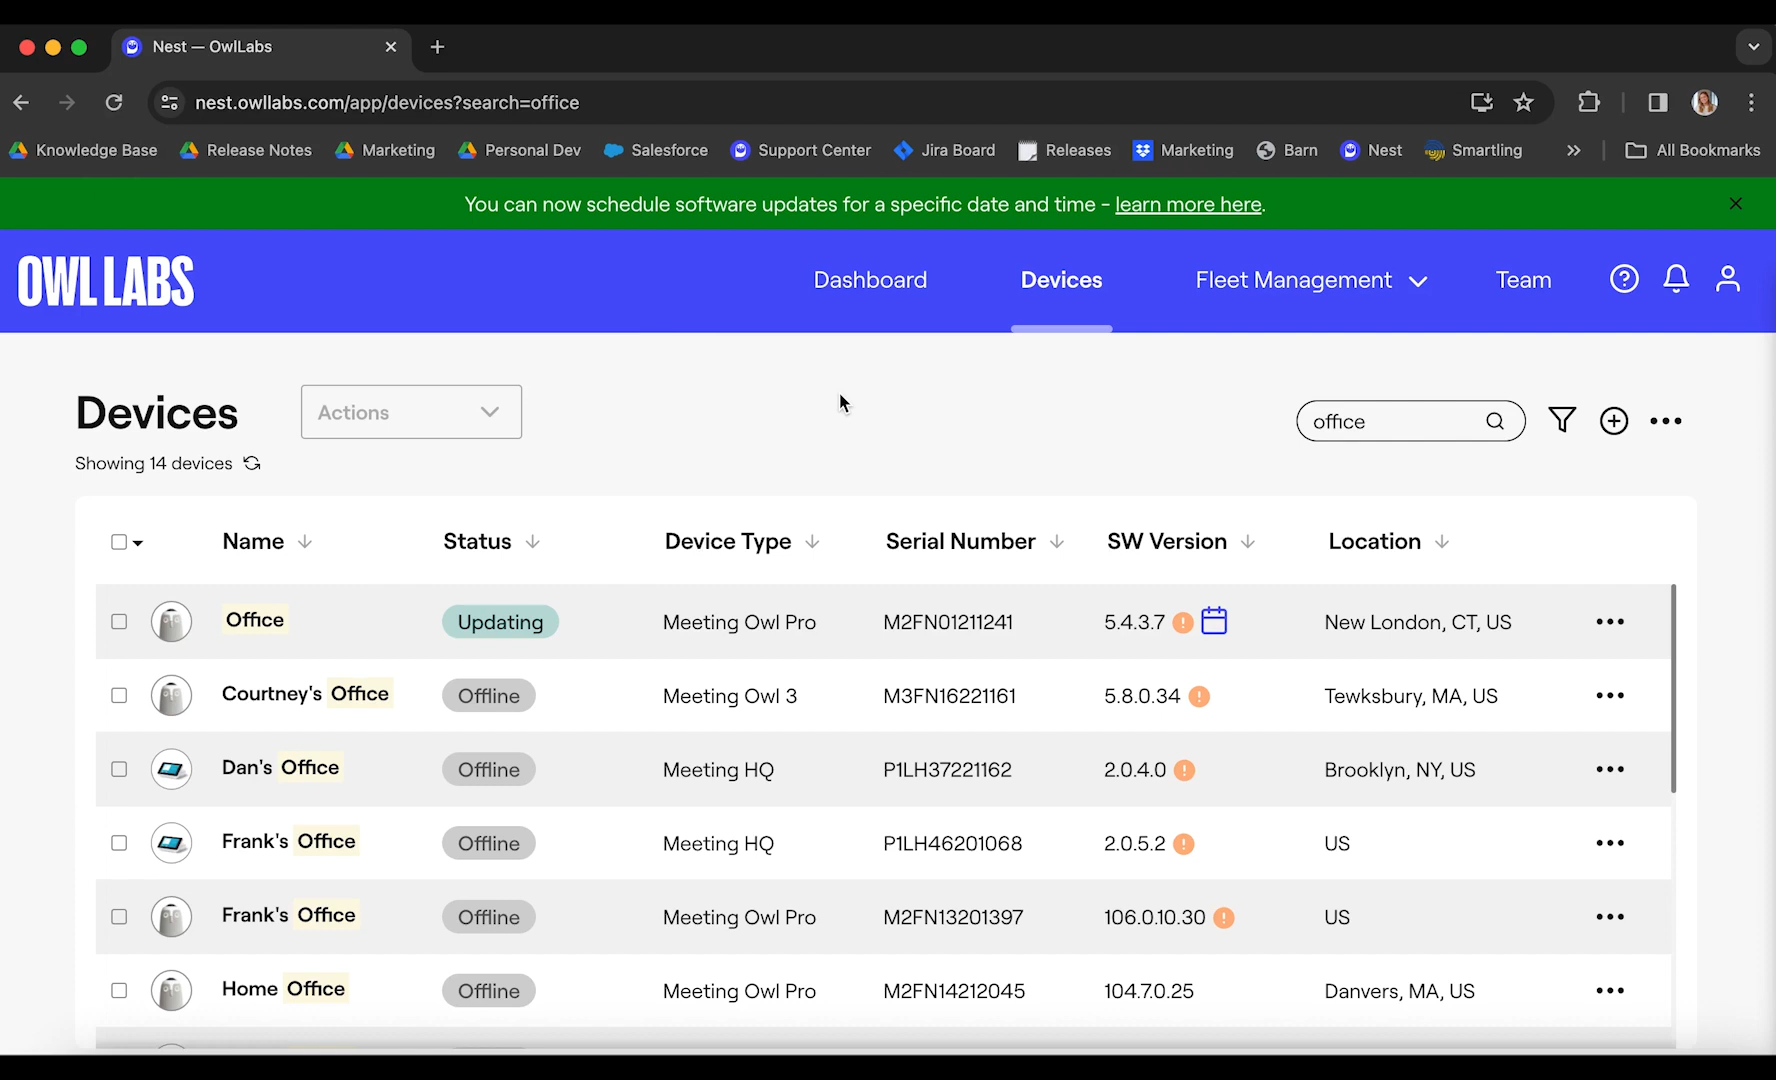 Nest — OwlLabs
nest.owllabs.com/app/devices?search=office
Knowledge Base Release Notes Marketing Personal Dev Salesforce Support Center Jira Board Releases Marketing Barn Nest Smartling » All Bookmarks
You can now schedule software updates for a specific date and time - learn more here.
OWL LABS Dashboard Devices Fleet Management Team
Devices Actions office
Showing 14 devices
Name Status Device Type Serial Number SW Version Location
Office Updating Meeting Owl Pro M2FN01211241 5.4.3.7 New London, CT, US
Courtney's Office Offline Meeting Owl 3 M3FN16221161 5.8.0.34 Tewksbury, MA, US
Dan's Office Offline Meeting HQ P1LH37221162 2.0.4.0 Brooklyn, NY, US
Frank's Office Offline Meeting HQ P1LH46201068 2.0.5.2 US
Frank's Office Offline Meeting Owl Pro M2FN13201397 106.0.10.30 US
Home Office Offline Meeting Owl Pro M2FN14212045 104.7.0.25 Danvers, MA, US